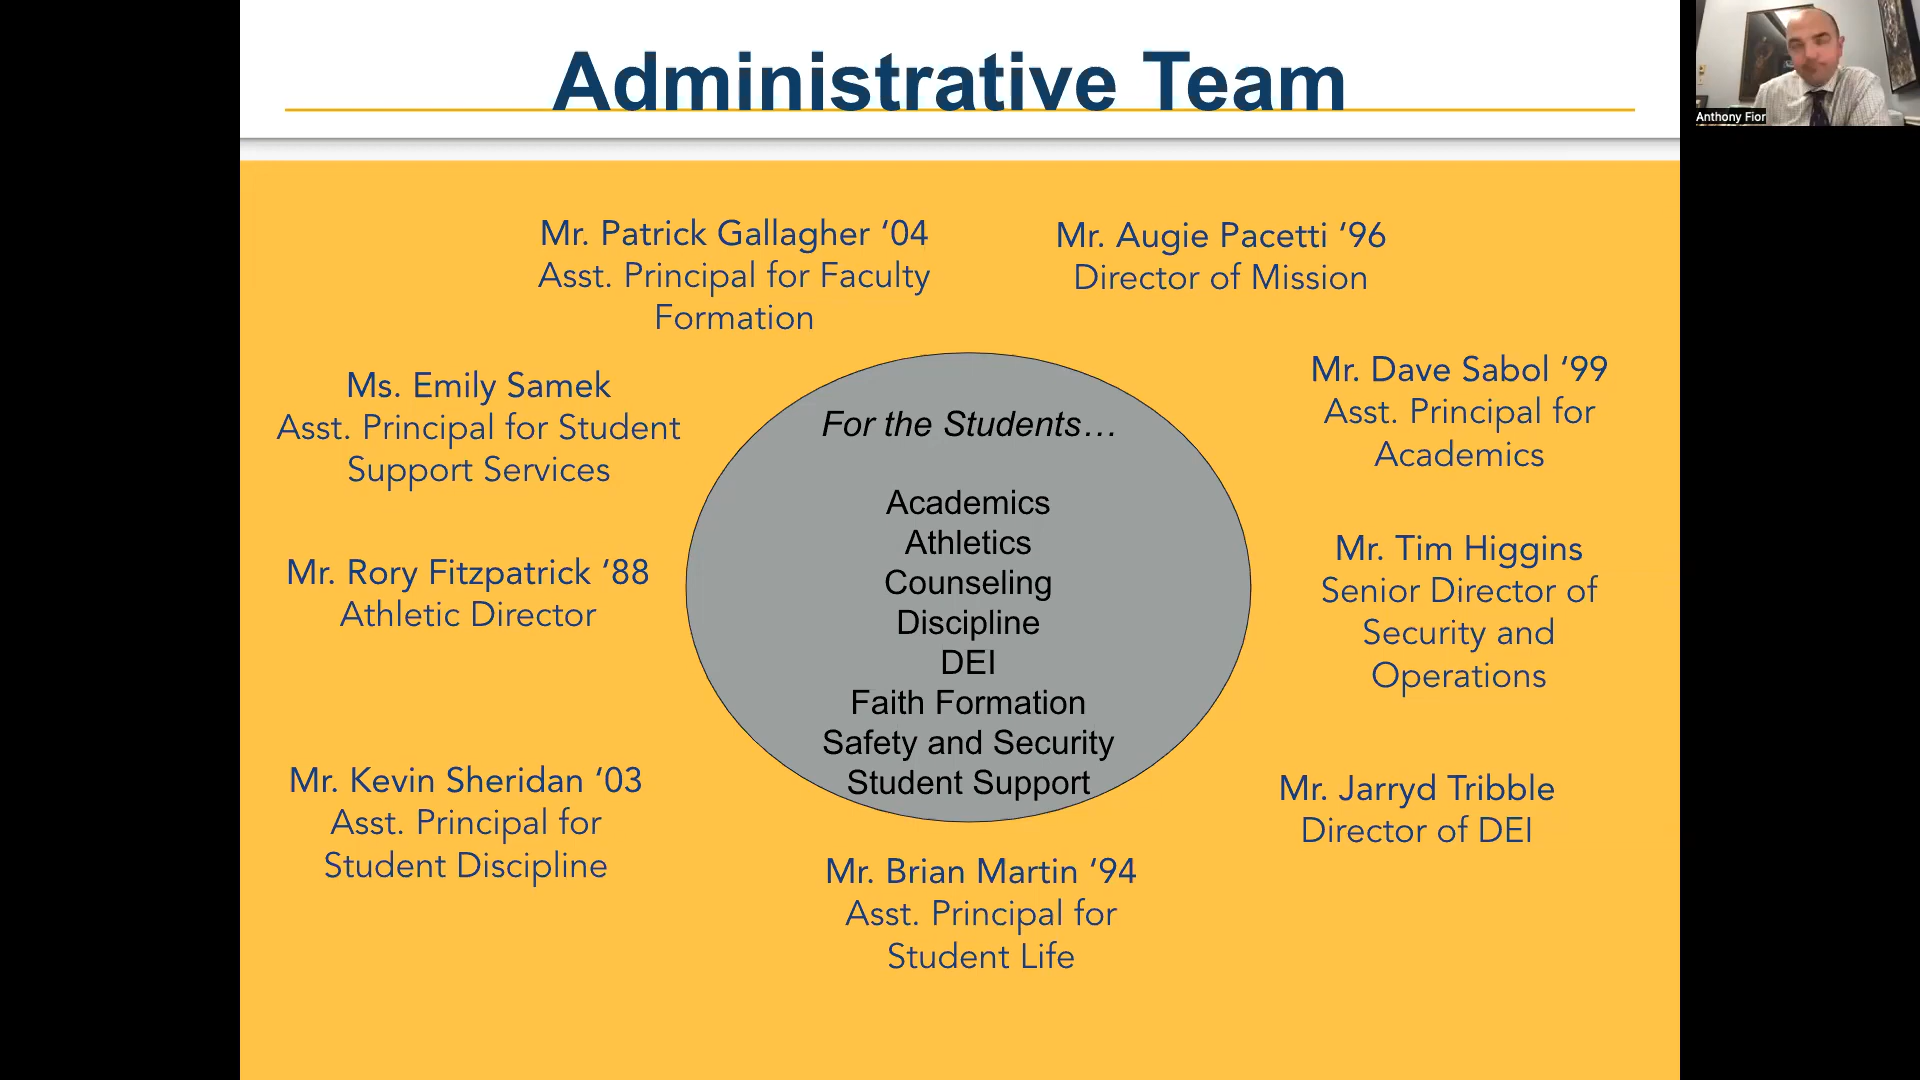 Administrative Team
Anthony Fior
Mr. Patrick Gallagher ‘04
Asst. Principal for Faculty
Formation
Mr. Augie Pacetti ‘96
Director of Mission
Ms. Emily Samek
Asst. Principal for Student
Support Services
Mr. Dave Sabol ‘99
Asst. Principal for
Academics
For the Students…
Academics
Athletics
Counseling
Discipline
DEI
Faith Formation
Safety and Security
Student Support
Mr. Rory Fitzpatrick ‘88
Athletic Director
Mr. Tim Higgins
Senior Director of
Security and
Operations
Mr. Kevin Sheridan ‘03
Asst. Principal for
Student Discipline
Mr. Jarryd Tribble
Director of DEI
Mr. Brian Martin ‘94
Asst. Principal for
Student Life